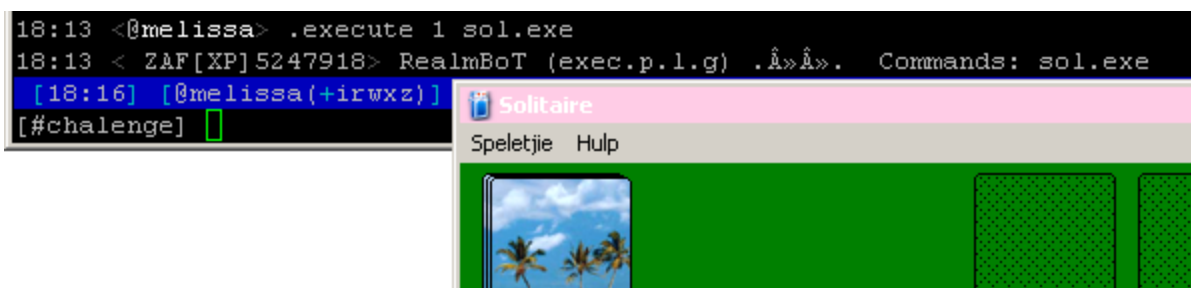 18:13 <@melissa> .execute 1 sol.exe
18:13 < ZAF[XP]5247918> RealmBoT (exec.p.l.g) .Â»Â».  Commands: sol.exe
[18:16] [@melissa(+irwxz)]
[#chalenge]
Solitaire
Speletjie Hulp